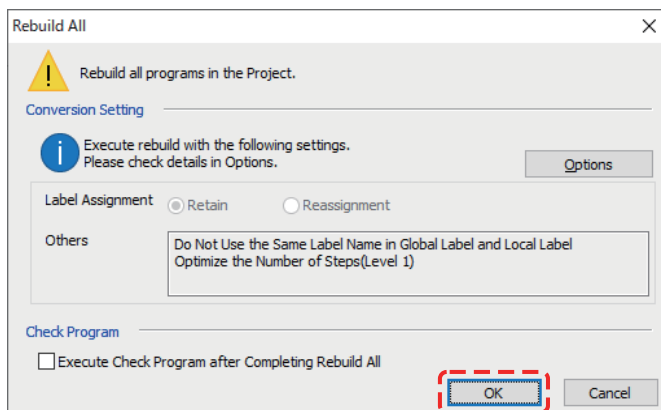 Rebuild All
Rebuild all programs in the Project.
Conversion Setting
Execute rebuild with the following settings.
Please check details in Options.
Options
Label Assignment Retain Reassignment
Others
Do Not Use the Same Label Name in Global Label and Local Label
Optimize the Number of Steps(Level 1)
Check Program
Execute Check Program after Completing Rebuild All
OK Cancel